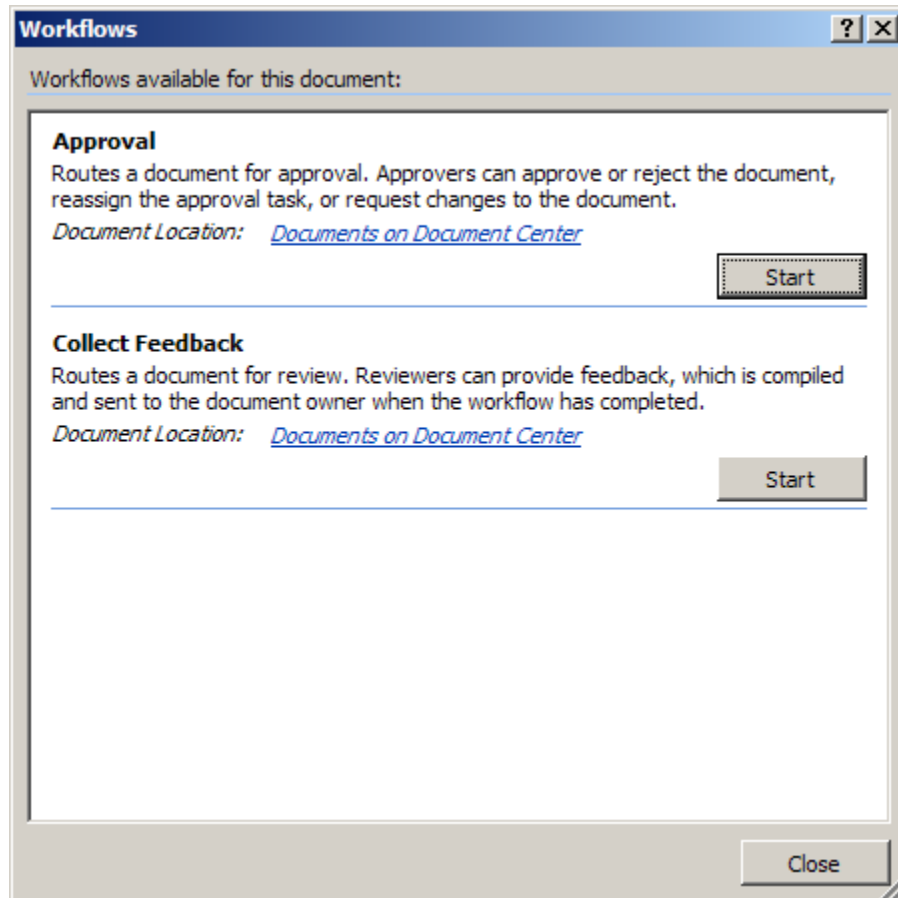 Workflows
Workflows available for this document:
Approval
Routes a document for approval. Approvers can approve or reject the document,
reassign the approval task, or request changes to the document.
Document Location: Documents on Document Center
Start
Collect Feedback
Routes a document for review. Reviewers can provide feedback, which is compiled
and sent to the document owner when the workflow has completed.
Document Location: Documents on Document Center
Start
Close